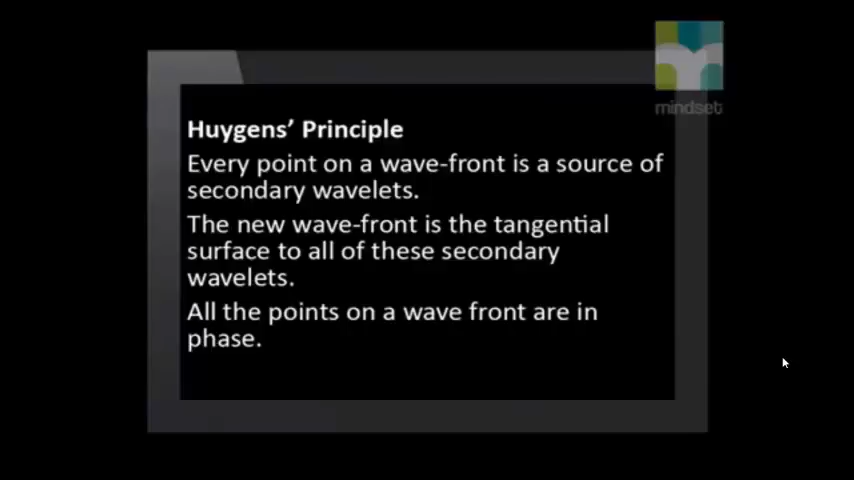 mindset
Huygens’ Principle
Every point on a wave-front is a source of
secondary wavelets.
The new wave-front is the tangential
surface to all of these secondary
wavelets.
All the points on a wave front are in
phase.